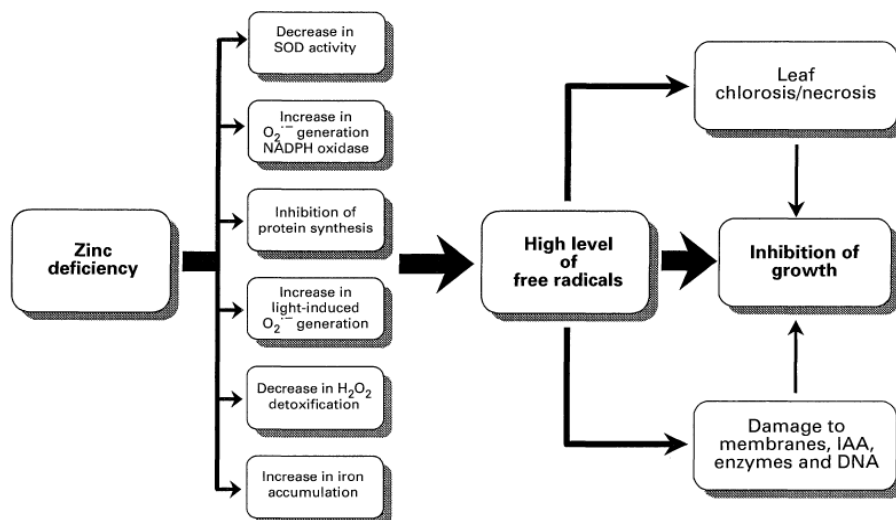 Zinc
deficiency
Decrease in
SOD activity
Increase in
O₂˙⁻ generation
NADPH oxidase
Inhibition of
protein synthesis
Increase in
light-induced
O₂˙⁻ generation
Decrease in H₂O₂
detoxification
Increase in iron
accumulation
High level
of
free radicals
Leaf
chlorosis/necrosis
Inhibition of
growth
Damage to
membranes, IAA,
enzymes and DNA